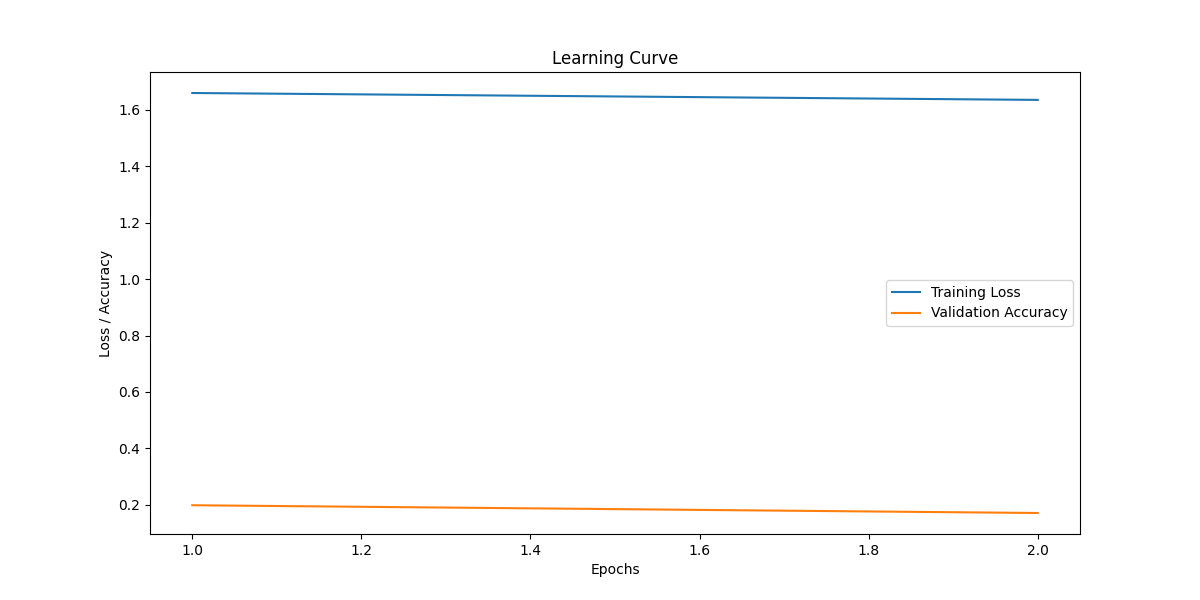 Learning Curve
1.6
1.4
1.2
1.0
0.8
0.6
0.4
0.2
Loss / Accuracy
Training Loss
Validation Accuracy
1.0 1.2 1.4 1.6 1.8 2.0
Epochs